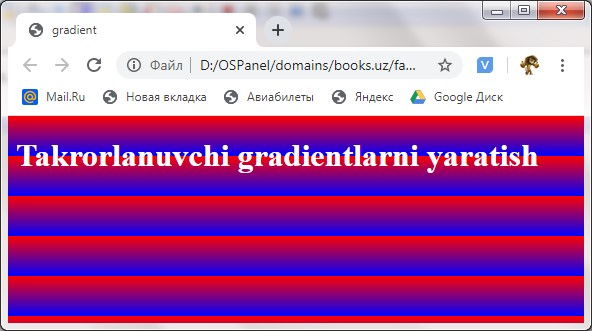 gradient
Файл D:/OSPanel/domains/books.uz/fa...
V
@ Mail.Ru Новая вкладка Авиабилеты Яндекс Google Диск
Takrorlanuvchi gradientlarni yaratish